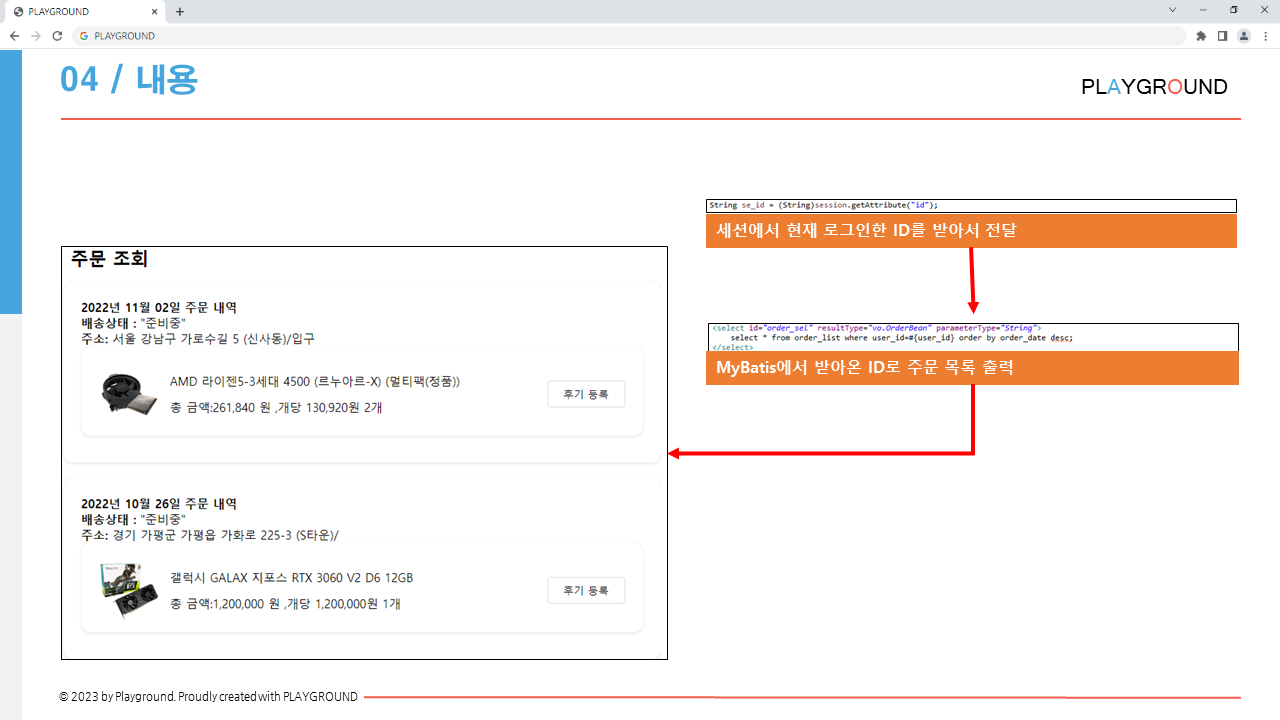 PLAYGROUND
PLAYGROUND
04 / 내용
PLAYGROUND
String se_id = (String)session.getAttribute("id");
세션에서 현재 로그인한 ID를 받아서 전달
<select id="order_sel" resultType="vo.OrderBean" parameterType="String">
select * from order_list where user_id=#{user_id} order by order_date desc;
</select>
MyBatis에서 받아온 ID로 주문 목록 출력
주문 조회
2022년 11월 02일 주문 내역
배송상태 : "준비중"
주소: 서울 강남구 가로수길 5 (신사동)/입구
AMD 라이젠5-3세대 4500 (르누아르-X) (멀티팩(정품))
총 금액:261,840 원 ,개당 130,920원 2개
후기 등록
2022년 10월 26일 주문 내역
배송상태 : "준비중"
주소: 경기 가평군 가평읍 가화로 225-3 (S타운)/
갤럭시 GALAX 지포스 RTX 3060 V2 D6 12GB
총 금액:1,200,000 원 ,개당 1,200,000원 1개
후기 등록
© 2023 by Playground. Proudly created with PLAYGROUND